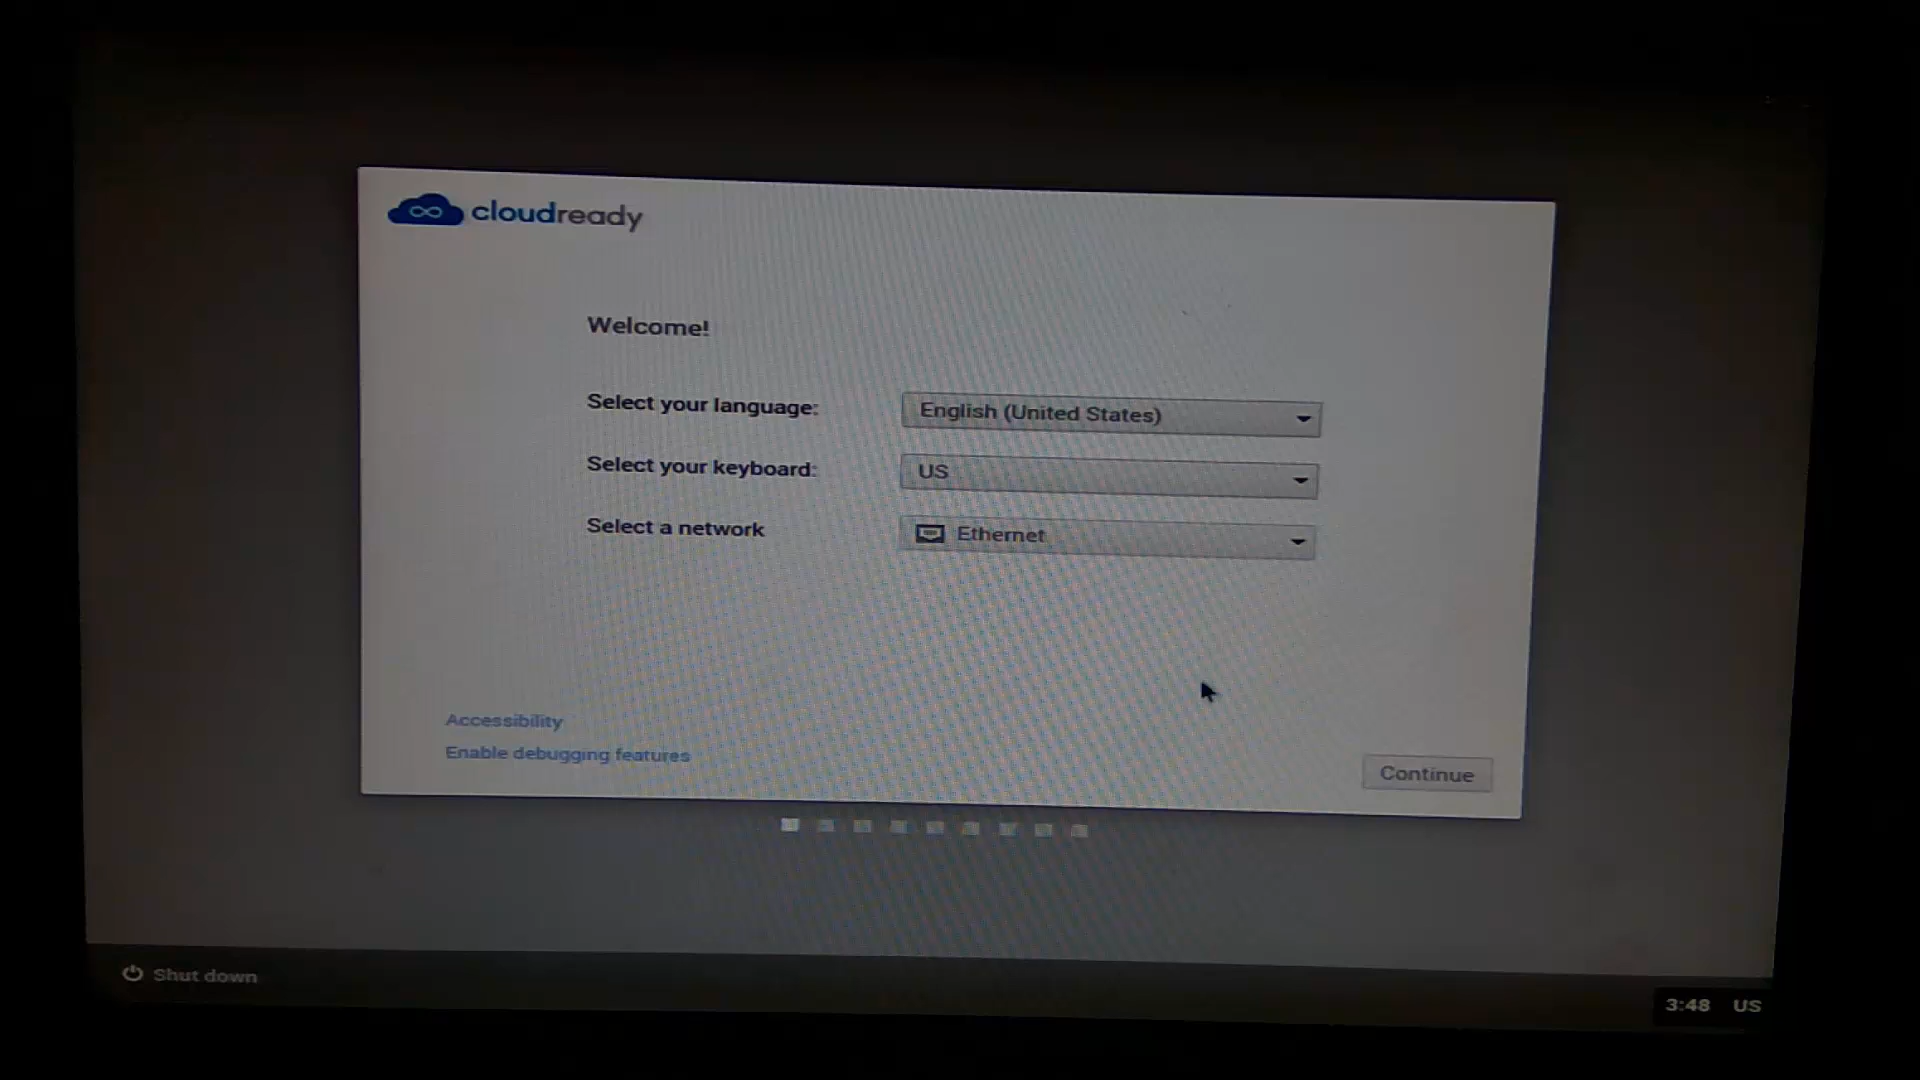 cloudready
Welcome!
Select your language:
English (United States)
Select your keyboard:
US
Select a network
Ethernet
Accessibility
Enable debugging features
Continue
Shut down
3:48 US